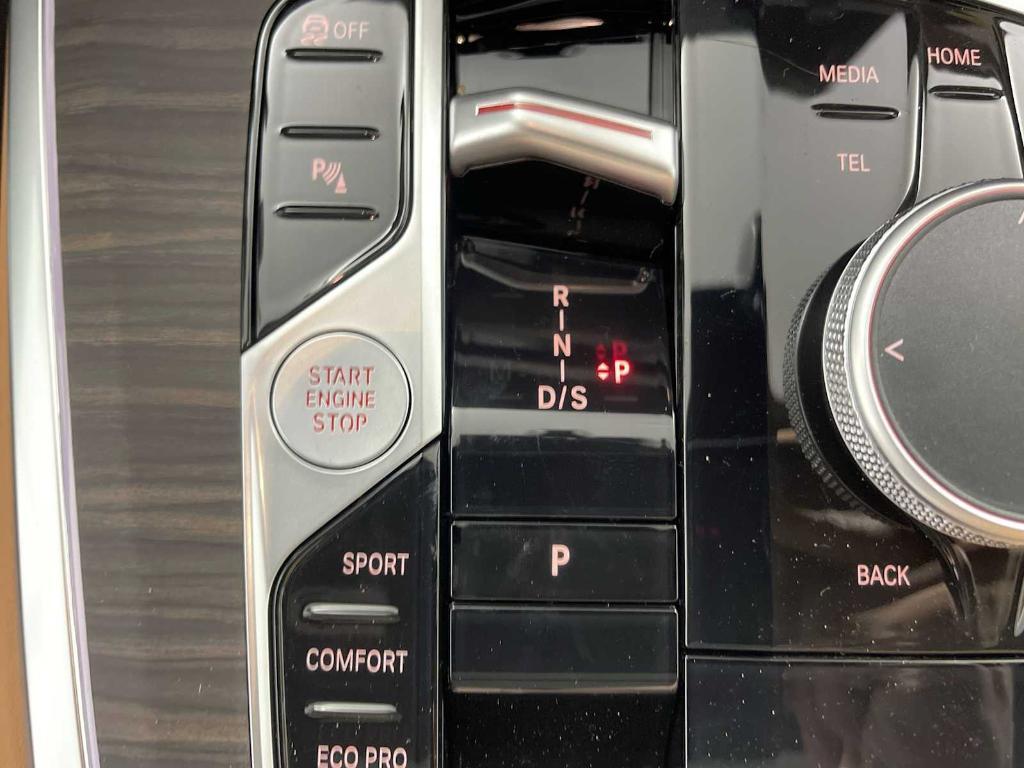 OFF
P
START
ENGINE
STOP
SPORT
COMFORT
ECO PRO
R
N
D/S
P
P
MEDIA
HOME
TEL
BACK